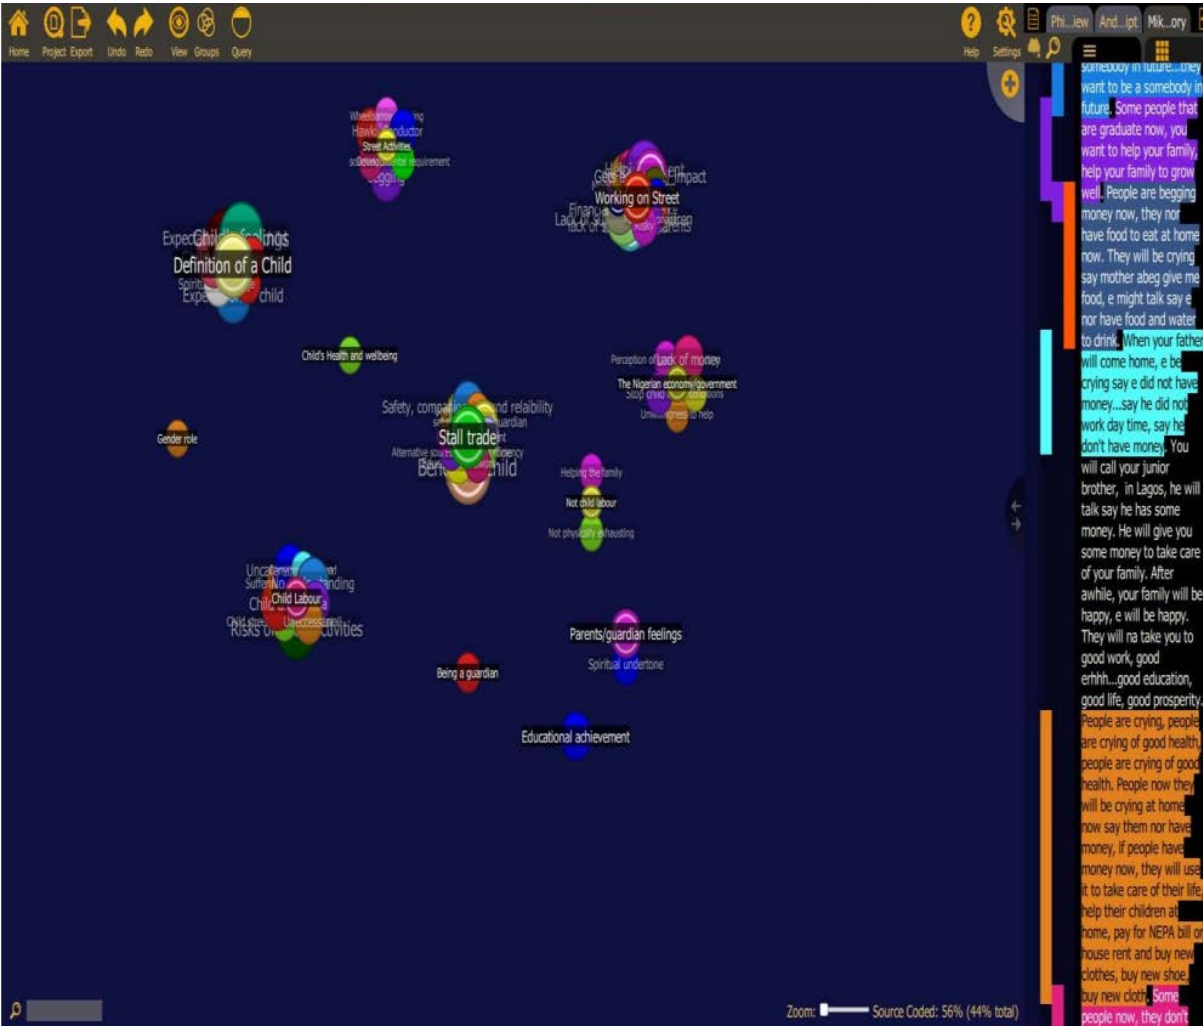 Home Project Export Undo Redo View Groups Query
Help Settings
Phi...iew And...ipt Mik...ory
Street Activities
Working on Street
Definition of a Child
Child's Health and wellbeing
Lack of money
The Nigerian economy/government
Gender role
Stall trade
Helping the family
Not child labour
Not physically exhausting
Child Labour
Parents/guardian feelings
Spiritual undertone
Being a guardian
Educational achievement
Zoom: Source Coded: 56% (44% total)
somebody in future...they
want to be a somebody in
future. Some people that
are graduate now, you
want to help your family,
help your family to grow
well. People are begging
money now, they nor
have food to eat at home
now. They will be crying
say mother abeg give me
food, e might talk say e
nor have food and water
to drink. When your father
will come home, e be
crying say e did not have
money...say he did not
work day time, say he
don't have money. You
will call your junior
brother, in Lagos, he will
talk say he has some
money. He will give you
some money to take care
of your family. After
awhile, your family will be
happy, e will be happy.
They will na take you to
good work, good
erhhh...good education,
good life, good prosperity.
People are crying, people
are crying of good health,
people are crying of good
health. People now they
will be crying at home
now say them nor have
money, if people have
money now, they will use
it to take care of their life,
help their children at
home, pay for NEPA bill or
house rent and buy new
clothes, buy new shoe,
buy new cloth. Some
people now, they don't